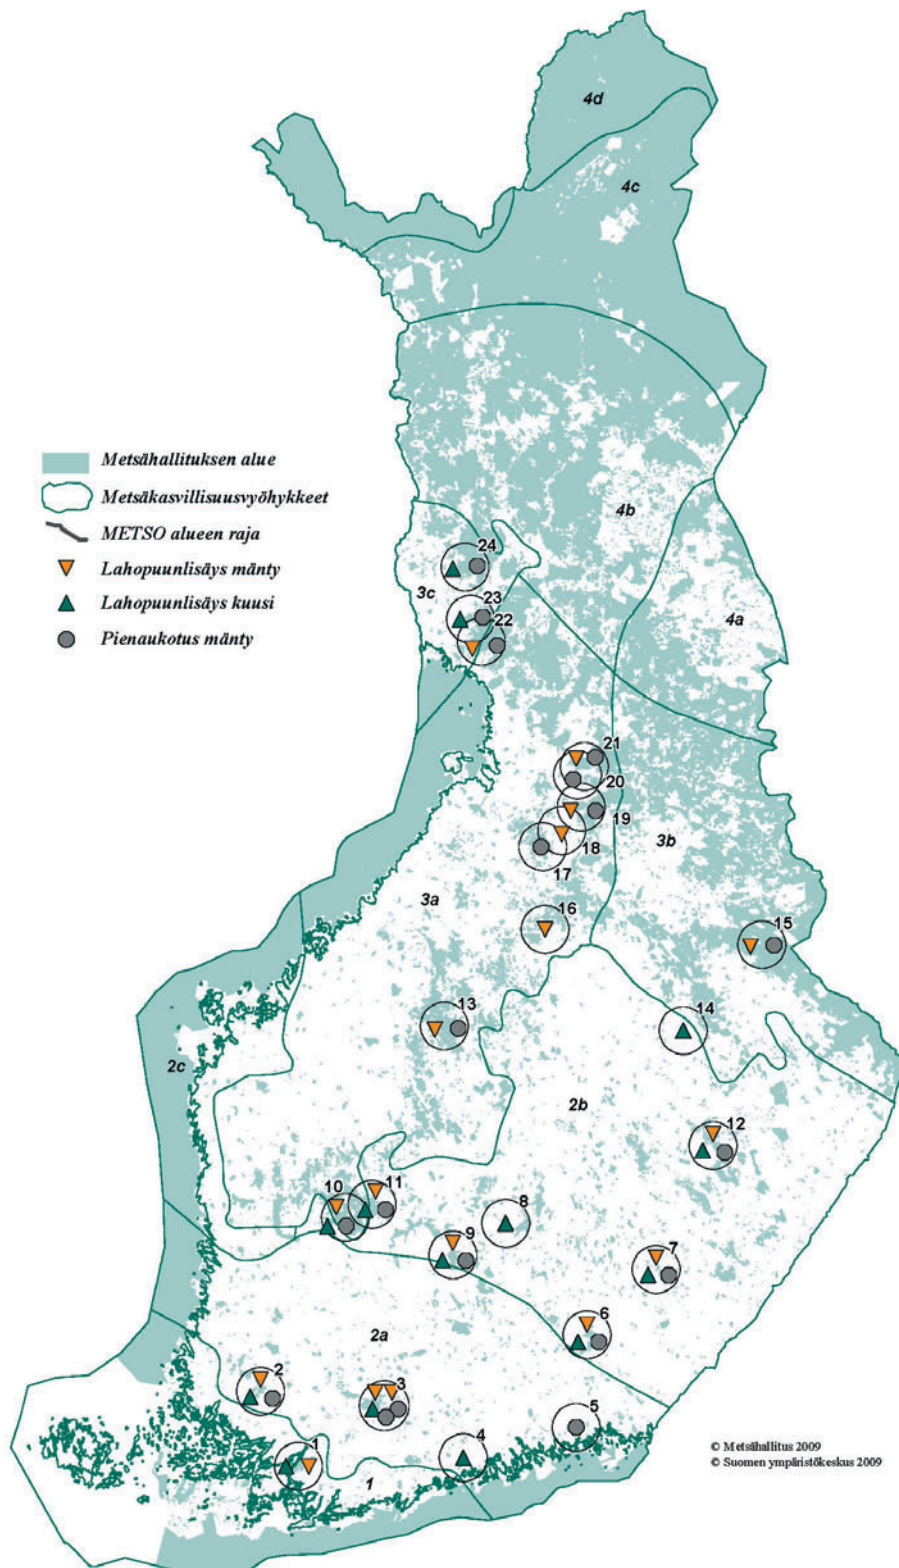 4d
4c
Metsähallituksen alue
Metsäkasvillisuusvyöhykkeet
METSO alueen raja
Lahopuunlisäys mänty
Lahopuunlisäys kuusi
Pienaukotus mänty
4b
24
3c
23
22
4a
21
20
19
18
17
3b
3a
16
15
13
14
2c
2b
12
10
11
8
9
7
6
2a
2
3
5
4
1
1
© Metsähallitus 2009
© Suomen ympäristökeskus 2009